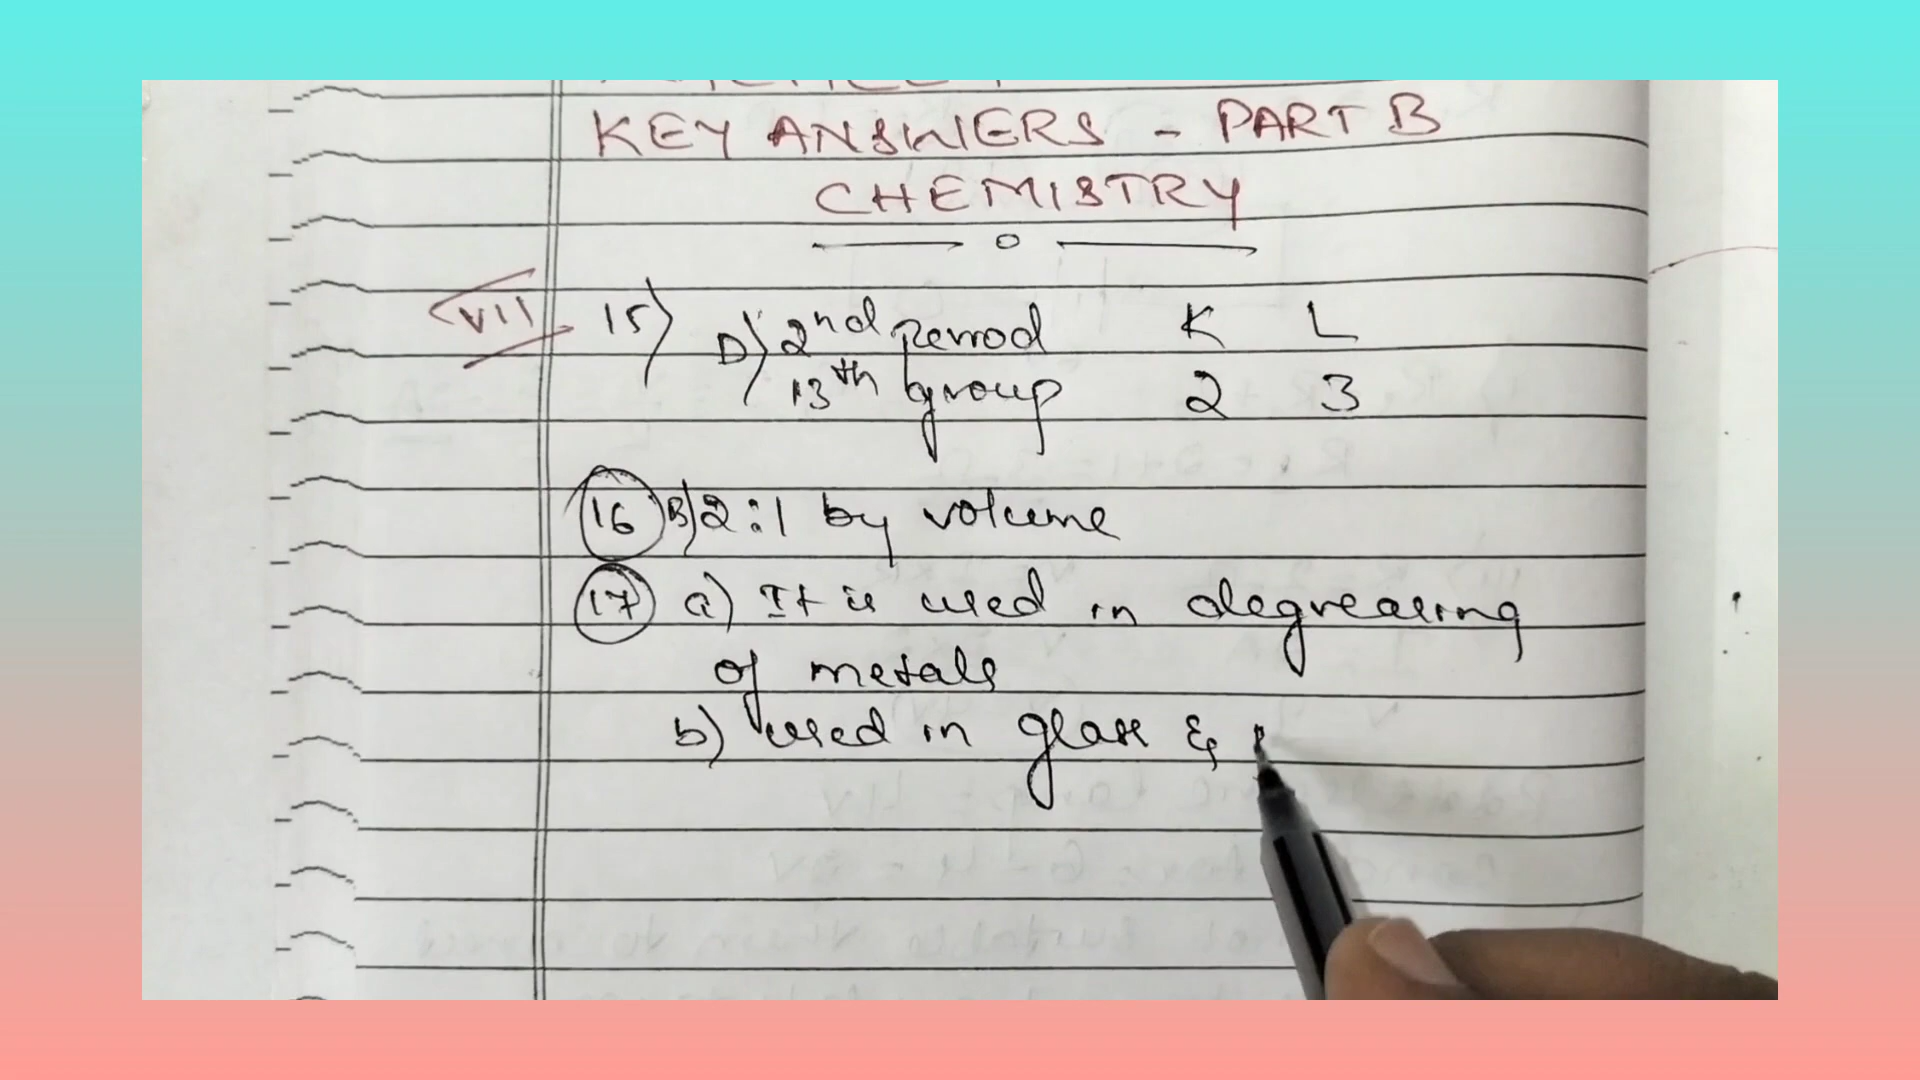 KEY ANSWERS - PART B
CHEMISTRY
VII 15) D) 2nd period K L
13th group 2 3
16 B) 2:1 by volume
17 a) It is used in degreasing
of metals
b) used in glass &